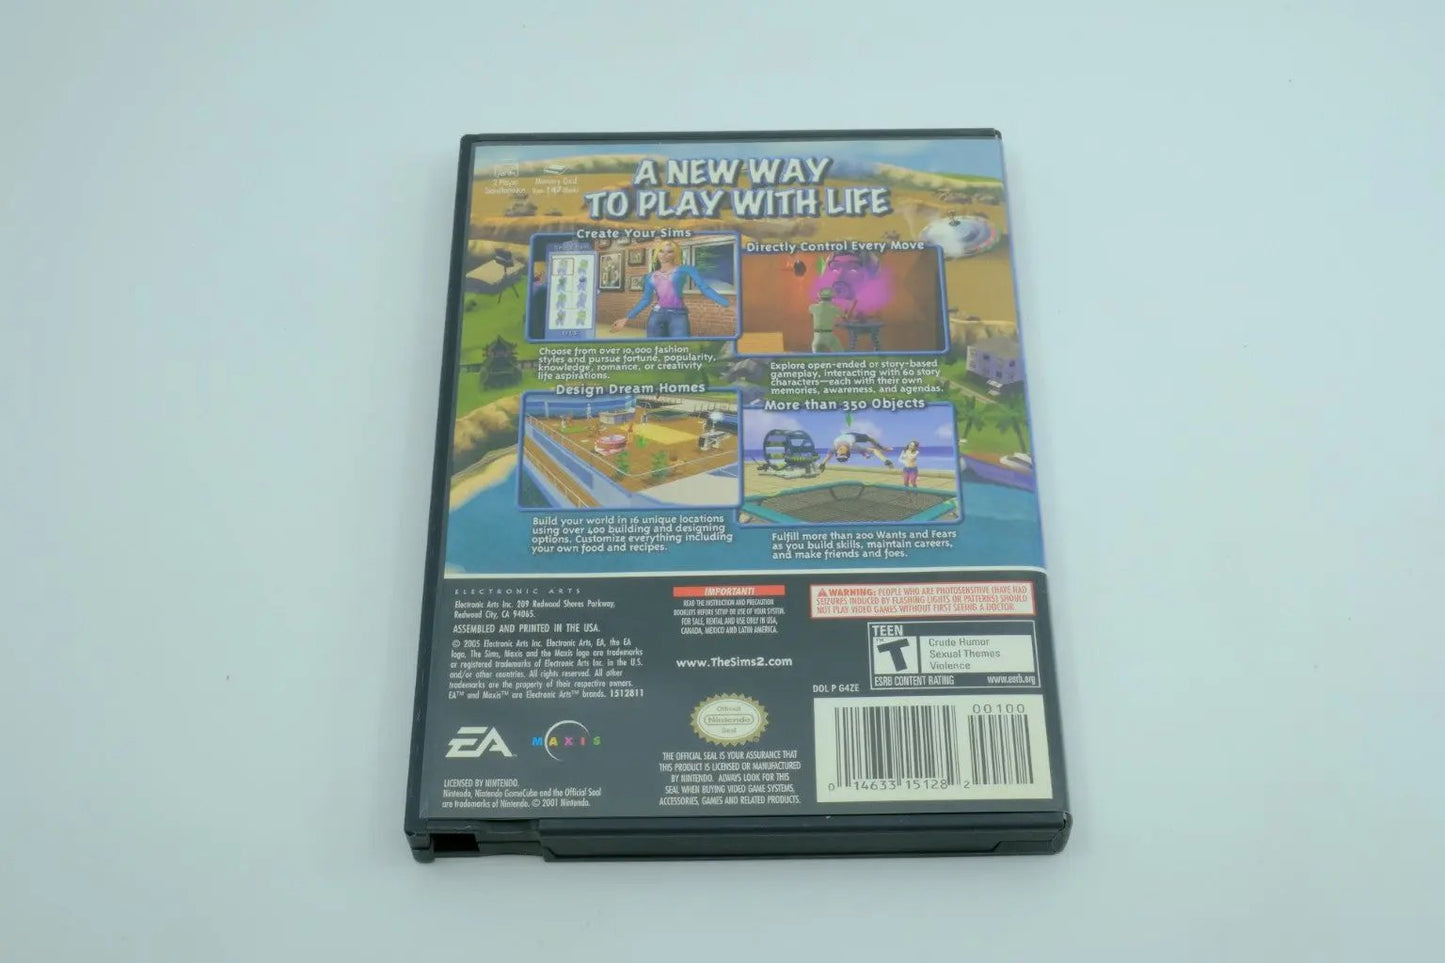 A NEW WAY
TO PLAY WITH LIFE
2 Player
Simultaneous
Memory Card
Create Your Sims
Choose from over 10,000 fashion
styles and pursue fortune, popularity,
knowledge, romance, or creativity
life aspirations.
Directly Control Every Move
Explore open-ended or story-based
gameplay, interacting with 60 story
characters—each with their own
memories, awareness, and agendas.
Design Dream Homes
Build your world in 16 unique locations
using over 400 building and designing
options. Customize everything including
your own food and recipes.
More than 350 Objects
Fulfill more than 200 Wants and Fears
as you build skills, maintain careers,
and make friends and foes.
ELECTRONIC ARTS
Electronic Arts Inc. 209 Redwood Shores Parkway,
Redwood City, CA 94065.
ASSEMBLED AND PRINTED IN THE USA.
© 2005 Electronic Arts Inc. Electronic Arts, EA, the EA
logo, The Sims, Maxis and the Maxis logo are trademarks
or registered trademarks of Electronic Arts Inc. in the U.S.
and/or other countries. All rights reserved. All other
trademarks are the property of their respective owners.
EA™ and Maxis™ are Electronic Arts™ brands. 1512811
EA
MAXIS
LICENSED BY NINTENDO.
Nintendo, Nintendo GameCube and the Official Seal
are trademarks of Nintendo. © 2001 Nintendo.
IMPORTANT!
READ THE INSTRUCTION AND PRECAUTION
BOOKLETS BEFORE SETUP OR USE OF YOUR SYSTEM.
FOR SALE, RENTAL AND USE ONLY IN USA,
CANADA, MEXICO AND LATIN AMERICA.
www.TheSims2.com
Official
Nintendo
Seal
THE OFFICIAL SEAL IS YOUR ASSURANCE THAT
THIS PRODUCT IS LICENSED OR MANUFACTURED
BY NINTENDO. ALWAYS LOOK FOR THIS
SEAL WHEN BUYING VIDEO GAME SYSTEMS,
ACCESSORIES, GAMES AND RELATED PRODUCTS.
WARNING: PEOPLE WHO ARE PHOTOSENSITIVE (HAVE HAD
SEIZURES INDUCED BY FLASHING LIGHTS OR PATTERNS) SHOULD
NOT PLAY VIDEO GAMES WITHOUT FIRST SEEING A DOCTOR.
TEEN
T
Crude Humor
Sexual Themes
Violence
ESRB CONTENT RATING www.esrb.org
DOL P G4ZE
00100
0 14633 15128 2